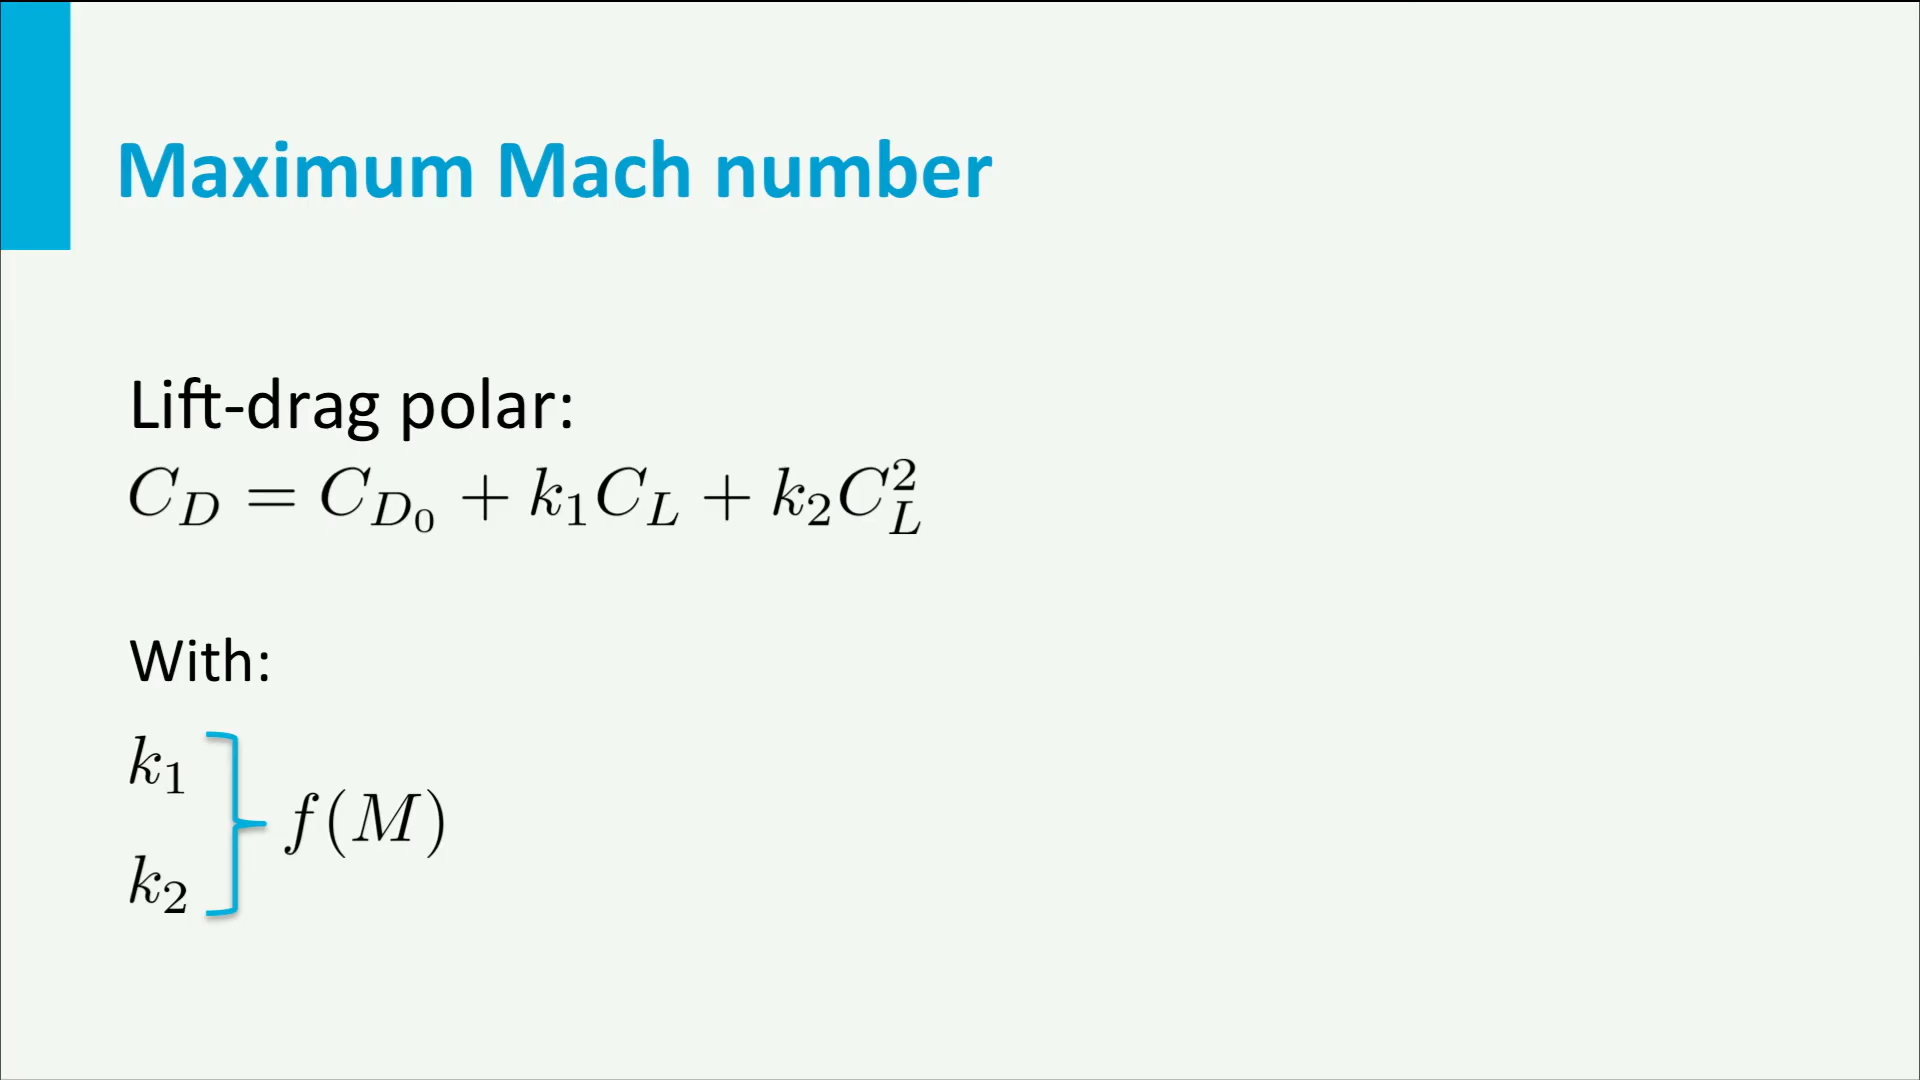 Maximum Mach number
Lift-drag polar:
$C_D = C_{D_0} + k_1 C_L + k_2 C_L^2$
With:
$k_1$
$f(M)$
$k_2$